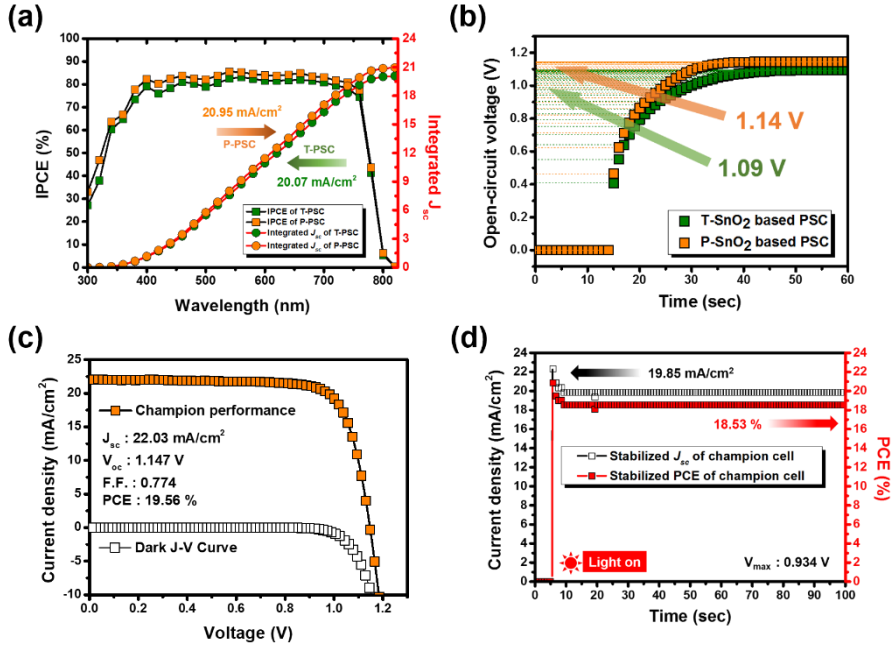 (a)
IPCE (%)
100
90
80
70
60
50
40
30
20
10
0
300 400 500 600 700 800
Wavelength (nm)
24
21
18
15
12
9
6
3
0
Integrated Jsc
20.95 mA/cm2
P-PSC
T-PSC
20.07 mA/cm2
IPCE of T-PSC
IPCE of P-PSC
Integrated Jsc of T-PSC
Integrated Jsc of P-PSC
(b)
Open-circuit voltage (V)
1.2
1.0
0.8
0.6
0.4
0.2
0.0
0 10 20 30 40 50 60
Time (sec)
1.14 V
1.09 V
T-SnO2 based PSC
P-SnO2 based PSC
(c)
Current density (mA/cm2)
25
20
15
10
5
0
-5
-10
0.0 0.2 0.4 0.6 0.8 1.0 1.2
Voltage (V)
Champion performance
Jsc : 22.03 mA/cm2
Voc : 1.147 V
F.F. : 0.774
PCE : 19.56 %
Dark J-V Curve
(d)
Current density (mA/cm2)
24
22
20
18
16
14
12
10
8
6
4
2
0
0 10 20 30 40 50 60 70 80 90 100
Time (sec)
24
22
20
18
16
14
12
10
8
6
4
2
0
PCE (%)
19.85 mA/cm2
18.53 %
Stabilized Jsc of champion cell
Stabilized PCE of champion cell
Light on
Vmax : 0.934 V